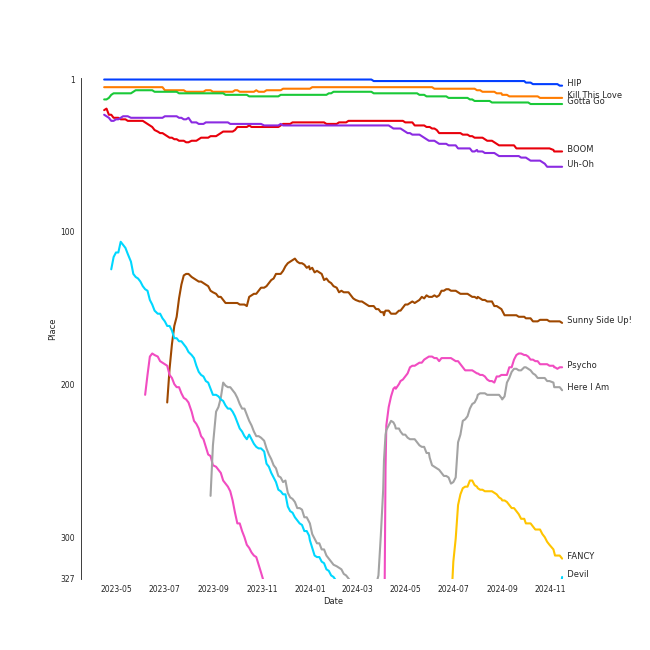 1
HIP
Kill This Love
Gotta Go
BOOM
Uh-Oh
100
Sunny Side Up!
Place
Psycho
200
Here I Am
300
FANCY
327
Devil
2023-05 2023-07 2023-09 2023-11 2024-01 2024-03 2024-05 2024-07 2024-09 2024-11
Date